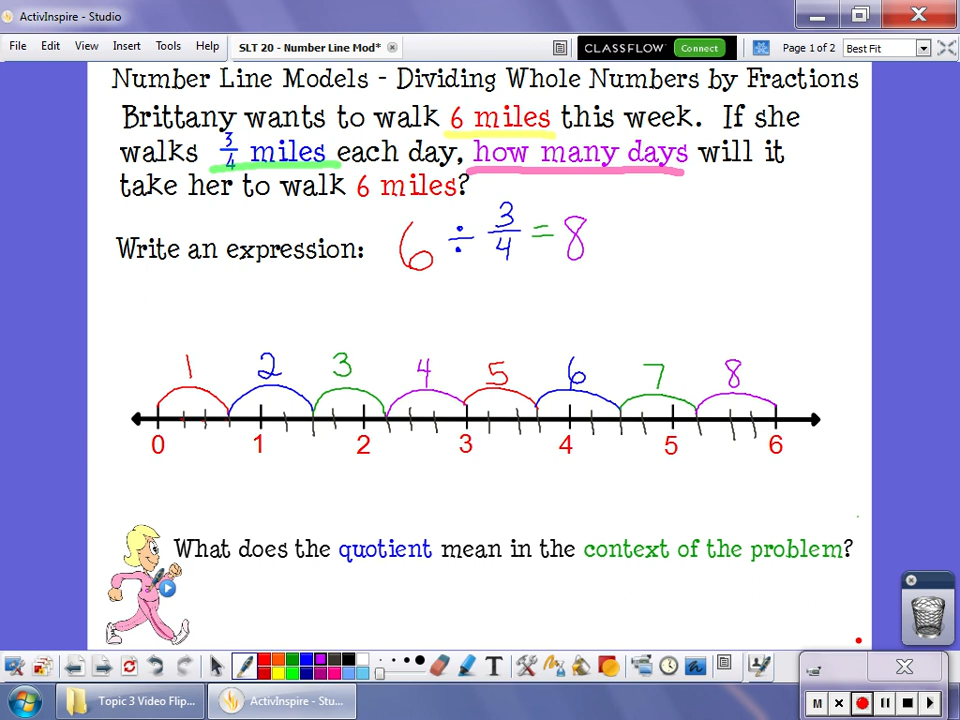 ActivInspire - Studio
File Edit View Insert Tools Help SLT 20 - Number Line Mod* CLASSFLOW Connect Page 1 of 2 Best Fit
Number Line Models - Dividing Whole Numbers by Fractions
Brittany wants to walk 6 miles this week. If she
walks 3/4 miles each day, how many days will it
take her to walk 6 miles?
Write an expression: 6 ÷ 3/4 = 8
1 2 3 4 5 6 7 8
0 1 2 3 4 5 6
What does the quotient mean in the context of the problem?
T
M
Topic 3 Video Flip... ActivInspire - Stu...